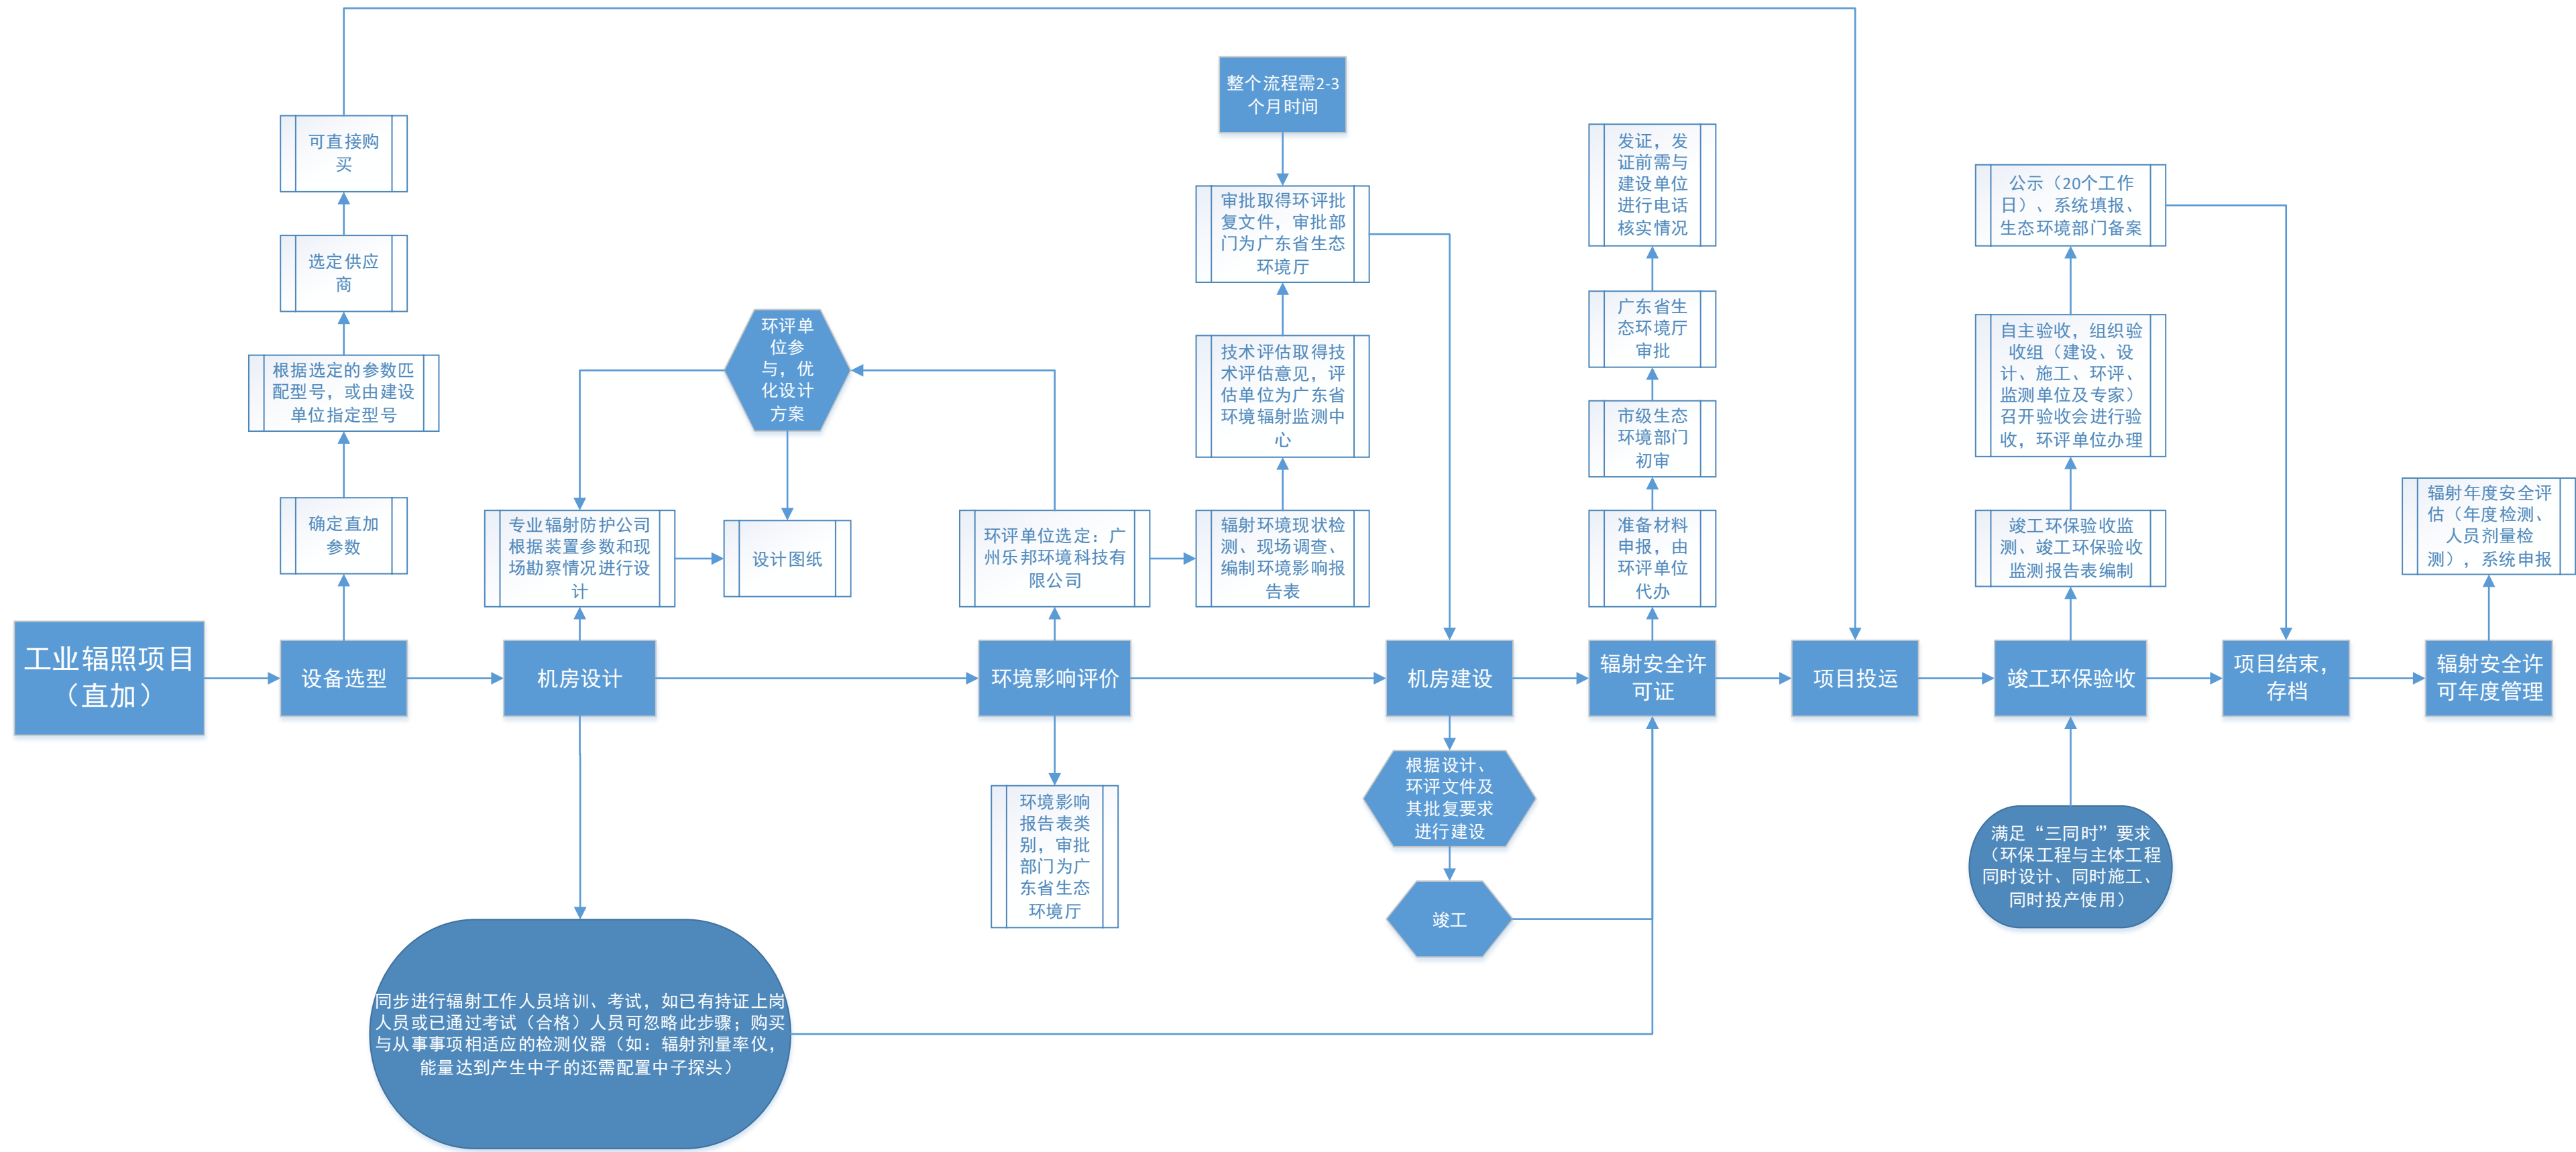 整个流程需2-3
个月时间
可直接购
买
发证，发
证前需与
建设单位
进行电话
核实情况
审批取得环评批
复文件，审批部
门为广东省生态
环境厅
公示（20个工作
日）、系统填报、
生态环境部门备案
选定供应
商
环评单
位参
与，优
化设计
方案
广东省生
态环境厅
审批
技术评估取得技
术评估意见，评
估单位为广东省
环境辐射监测中
心
自主验收，组织验
收组（建设、设
计、施工、环评、
监测单位及专家）
召开验收会进行验
收，环评单位办理
根据选定的参数匹
配型号，或由建设
单位指定型号
市级生态
环境部门
初审
辐射年度安全评
估（年度检测、
人员剂量检
测），系统申报
确定直加
参数
专业辐射防护公司
根据装置参数和现
场勘察情况进行设
计
设计图纸
环评单位选定：广
州乐邦环境科技有
限公司
辐射环境现状检
测、现场调查、
编制环境影响报
告表
准备材料
申报，由
环评单位
代办
竣工环保验收监
测、竣工环保验收
监测报告表编制
工业辐照项目
（直加）
设备选型
机房设计
环境影响评价
机房建设
辐射安全许
可证
项目投运
竣工环保验收
项目结束，
存档
辐射安全许
可年度管理
根据设计、
环评文件及
其批复要求
进行建设
环境影响
报告表类
别，审批
部门为广
东省生态
环境厅
满足“三同时”要求
（环保工程与主体工程
同时设计、同时施工、
同时投产使用）
竣工
同步进行辐射工作人员培训、考试，如已有持证上岗
人员或已通过考试（合格）人员可忽略此步骤；购买
与从事事项相适应的检测仪器（如：辐射剂量率仪，
能量达到产生中子的还需配置中子探头）